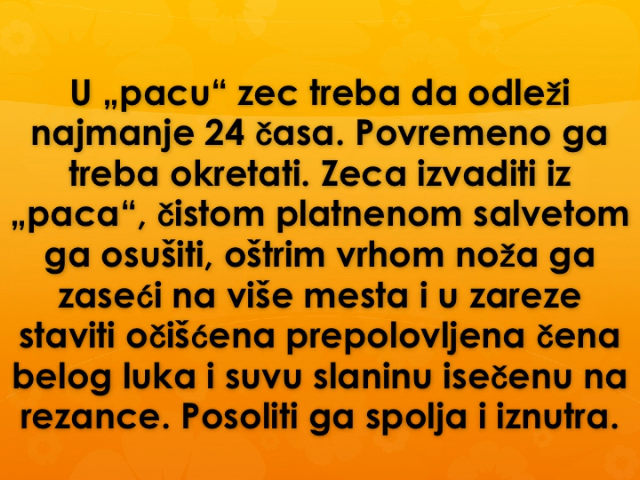 U „pacu“ zec treba da odleži
najmanje 24 časa. Povremeno ga
treba okretati. Zeca izvaditi iz
„paca“, čistom platnenom salvetom
ga osušiti, oštrim vrhom noža ga
zaseći na više mesta i u zareze
staviti očišćena prepolovljena čena
belog luka i suvu slaninu isečenu na
rezance. Posoliti ga spolja i iznutra.